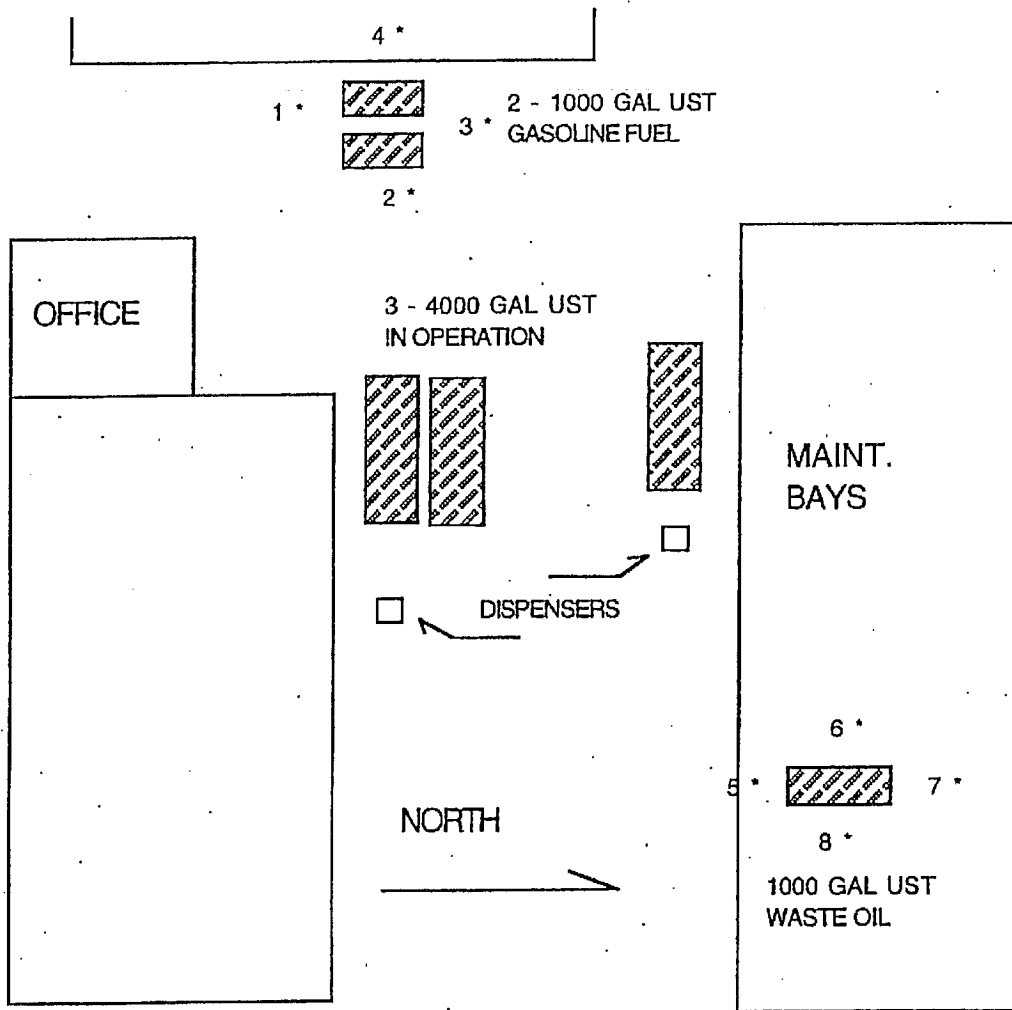 4 *
1 *
3 *
2 - 1000 GAL UST
GASOLINE FUEL
2 *
OFFICE
3 - 4000 GAL UST
IN OPERATION
MAINT.
BAYS
DISPENSERS
6 *
5 *
7 *
8 *
NORTH
1000 GAL UST
WASTE OIL